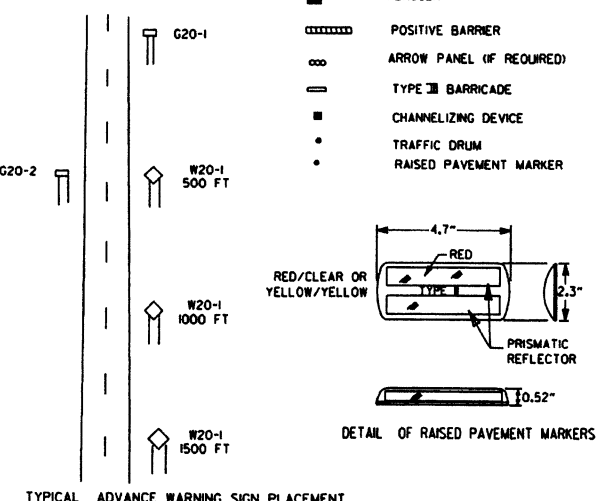 G20-1
G20-2
W20-1
500 FT
W20-1
1000 FT
W20-1
1500 FT
TYPICAL ADVANCE WARNING SIGN PLACEMENT
POSITIVE BARRIER
ARROW PANEL (IF REQUIRED)
TYPE III BARRICADE
CHANNELIZING DEVICE
TRAFFIC DRUM
RAISED PAVEMENT MARKER
4.7"
RED
RED/CLEAR OR
YELLOW/YELLOW
TYPE II
2.3"
PRISMATIC
REFLECTOR
0.52"
DETAIL OF RAISED PAVEMENT MARKERS